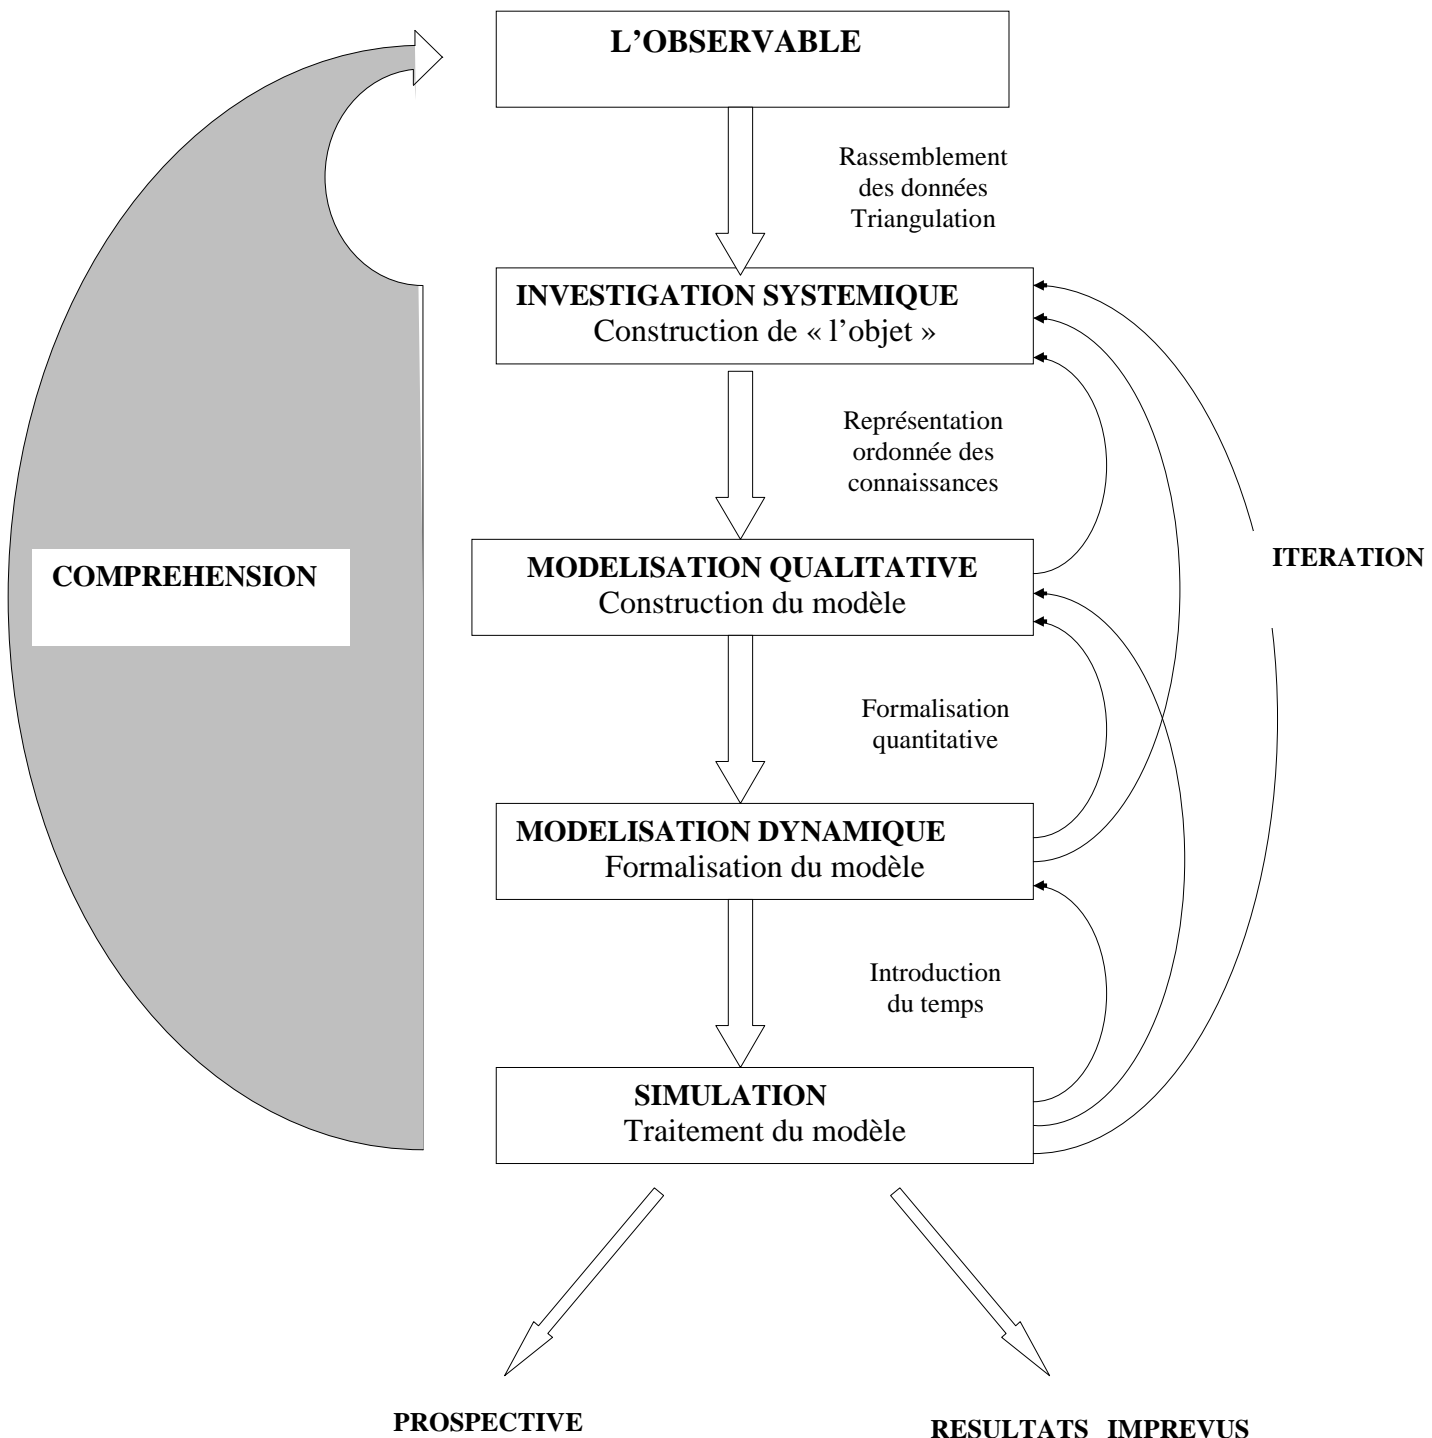 L’OBSERVABLE
Rassemblement
des données
Triangulation
INVESTIGATION SYSTEMIQUE
Construction de « l’objet »
Représentation
ordonnée des
connaissances
ITERATION
MODELISATION QUALITATIVE
Construction du modèle
COMPREHENSION
Formalisation
quantitative
MODELISATION DYNAMIQUE
Formalisation du modèle
Introduction
du temps
SIMULATION
Traitement du modèle
PROSPECTIVE
RESULTATS IMPREVUS